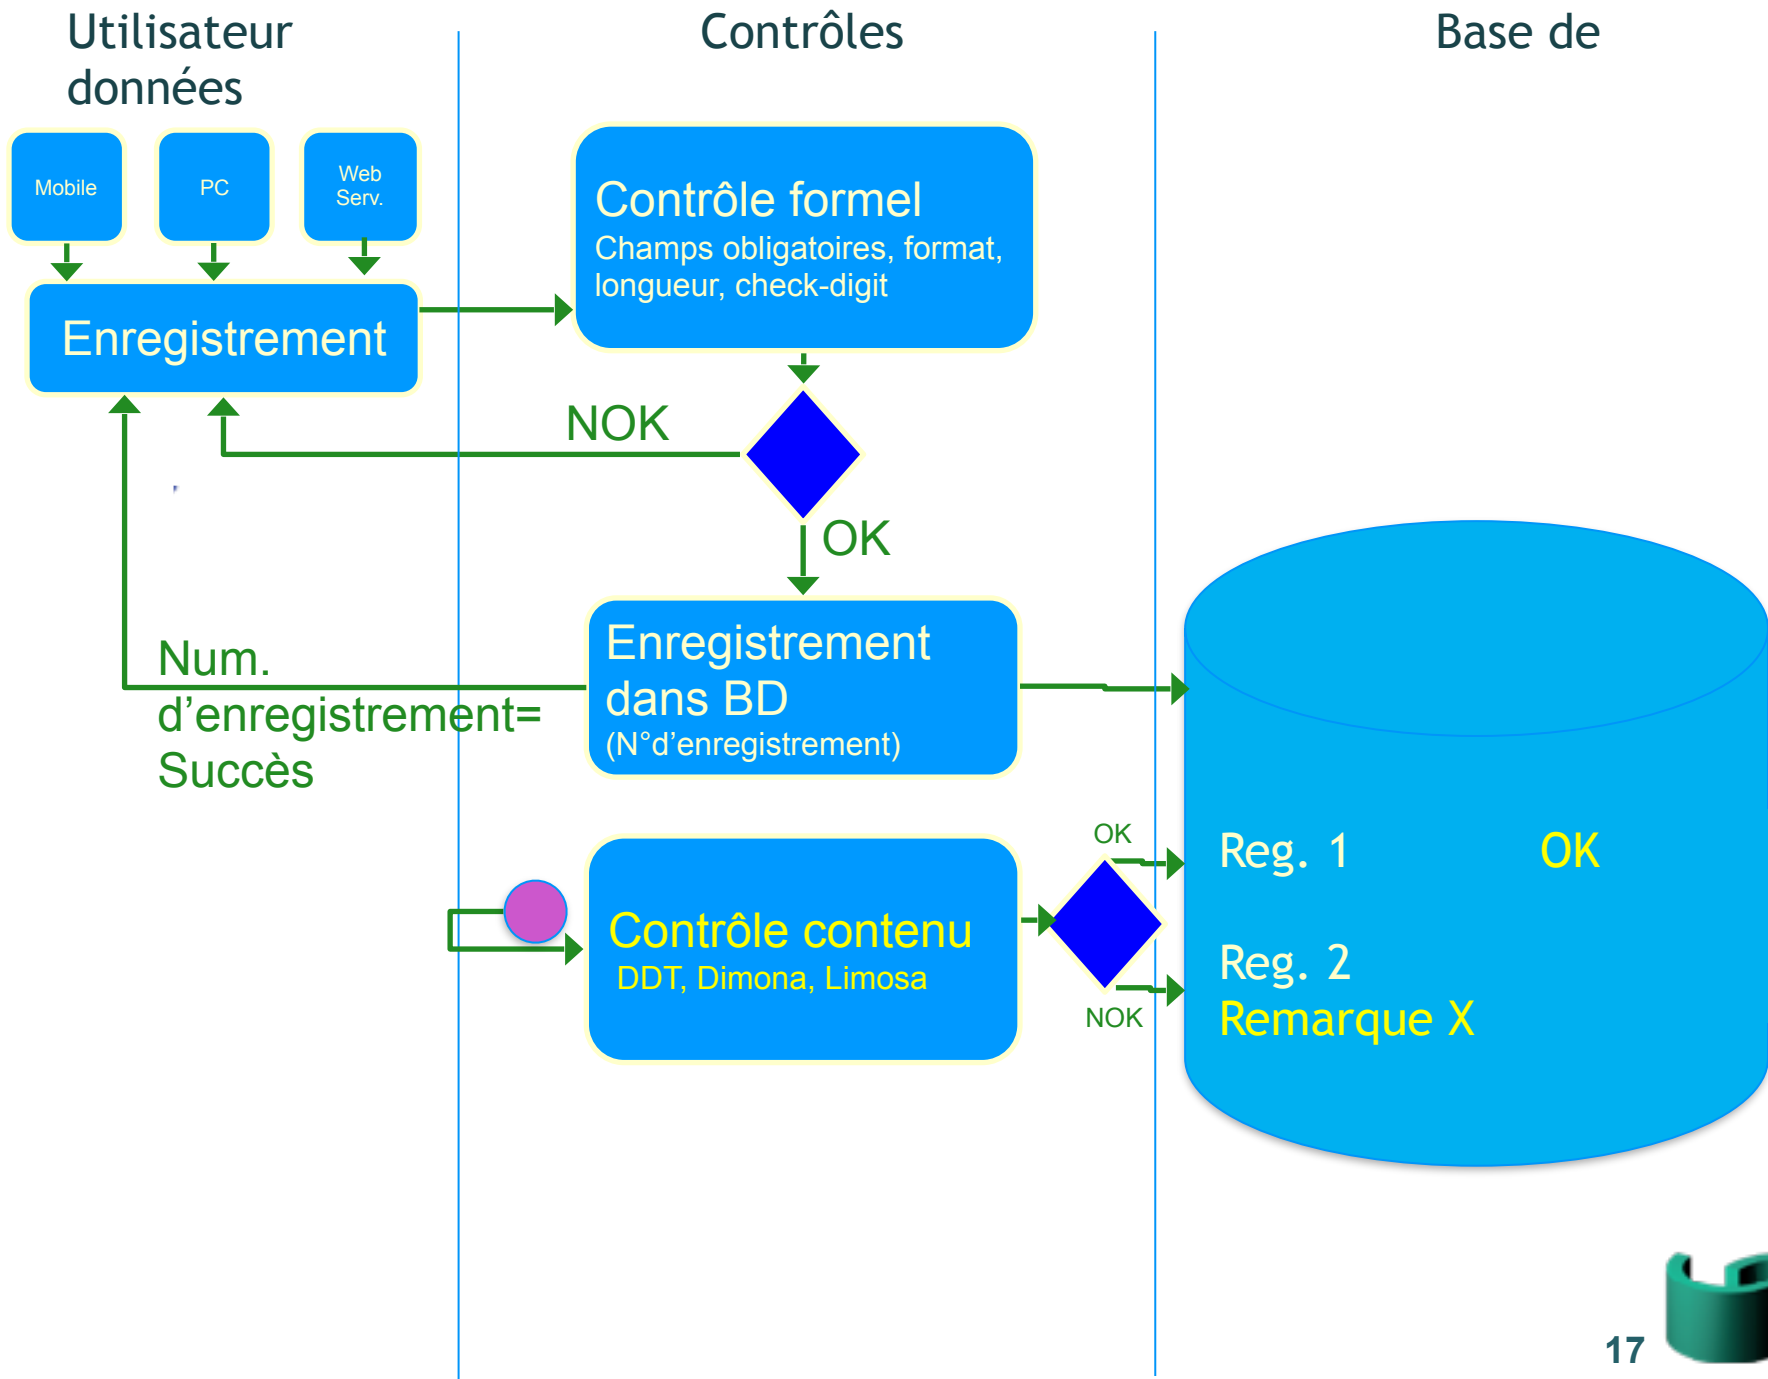 Utilisateur Contrôles Base de
données
Mobile
PC
Web
Serv.
Enregistrement
Contrôle formel
Champs obligatoires, format,
longueur, check-digit
NOK
OK
Num.
d’enregistrement=
Succès
Enregistrement
dans BD
(N°d’enregistrement)
Contrôle contenu
DDT, Dimona, Limosa
OK
NOK
Reg. 1 OK
Reg. 2
Remarque X
17